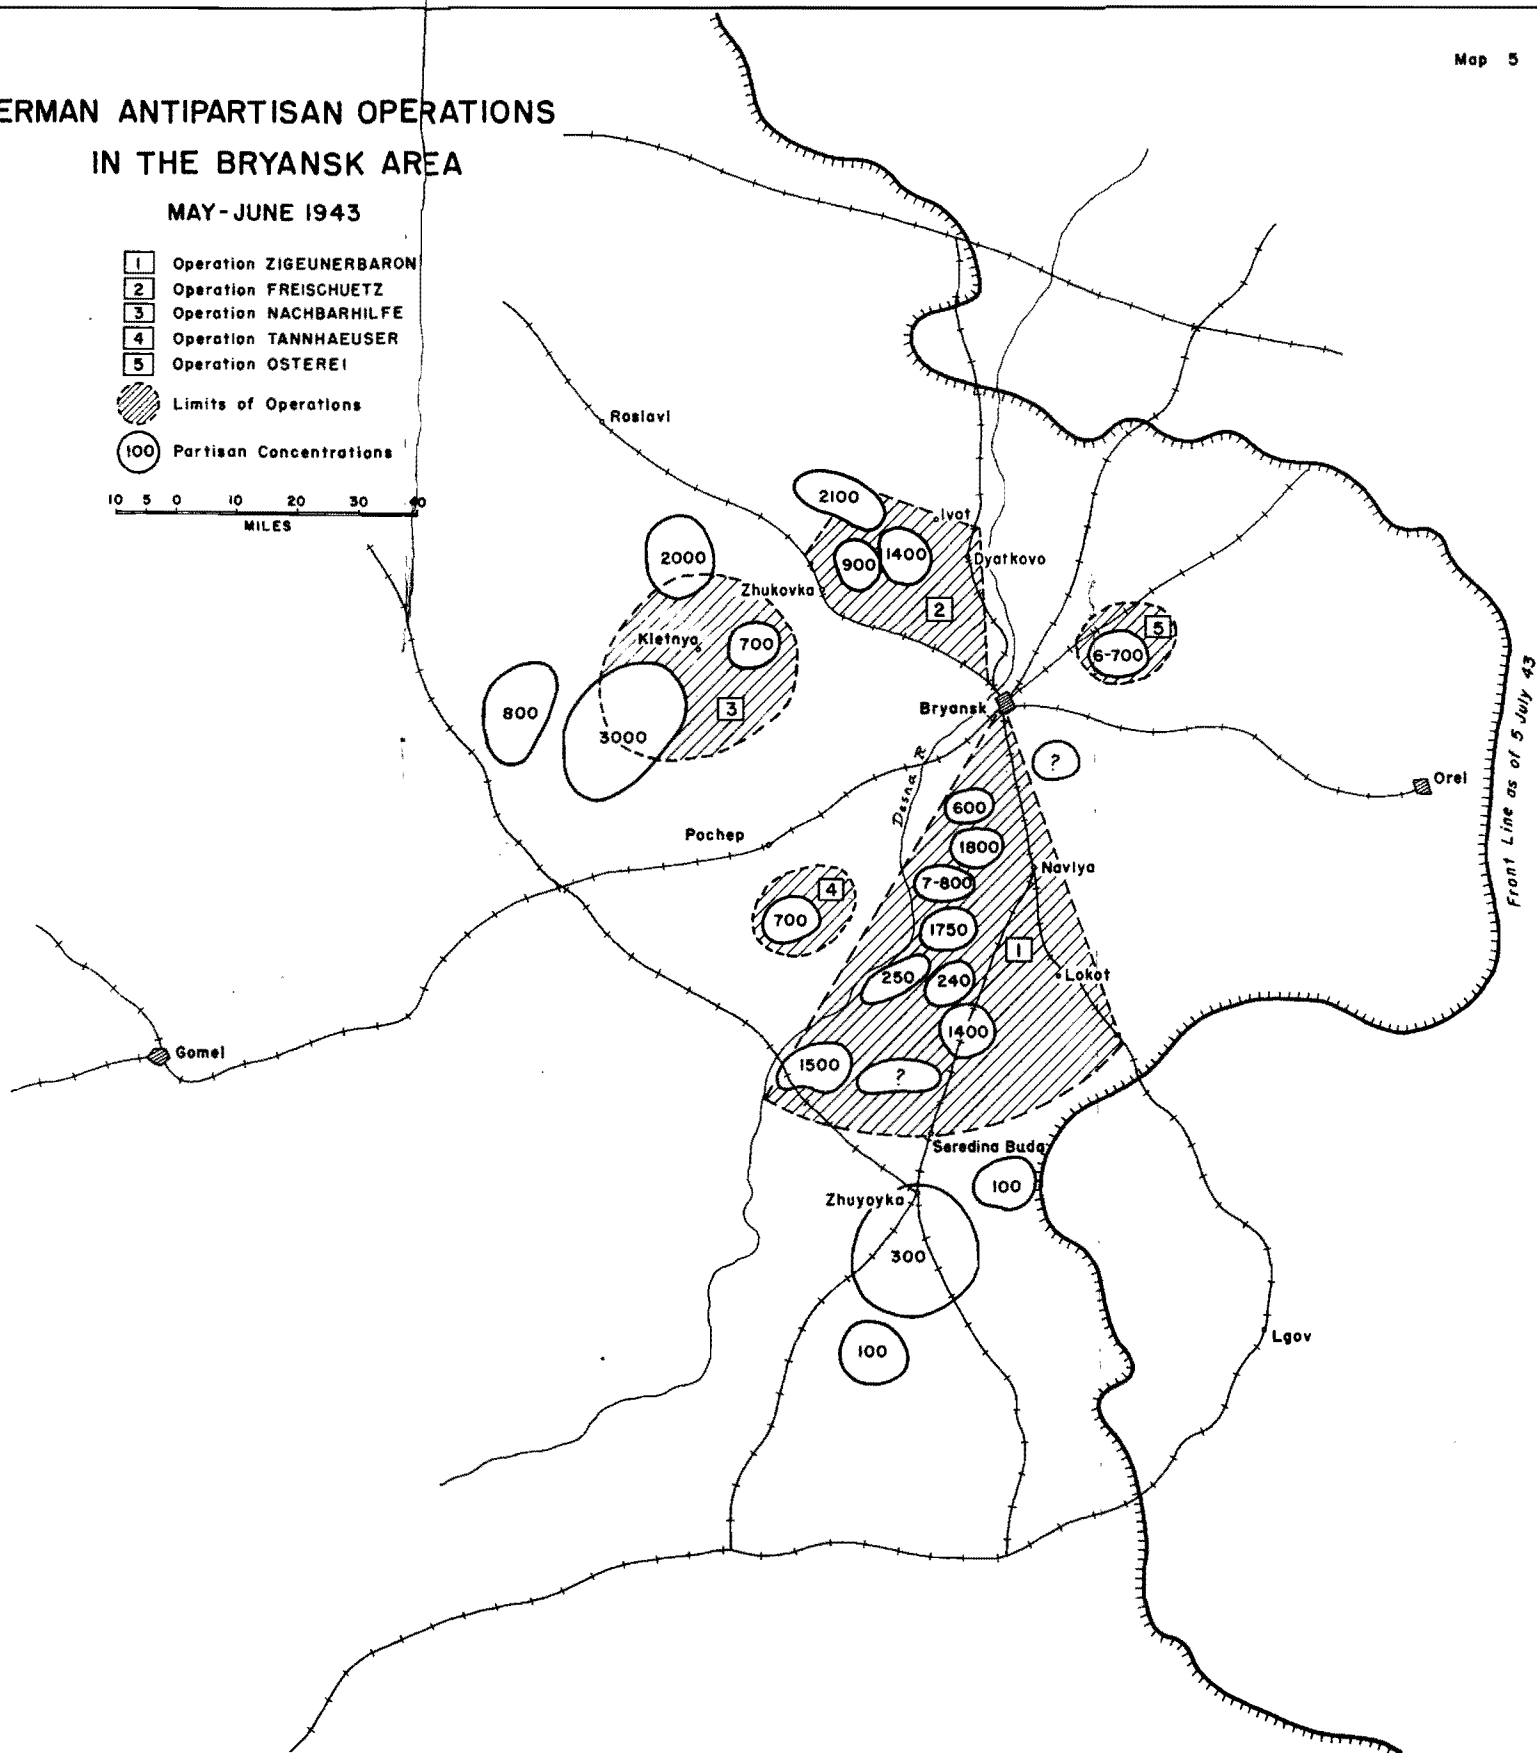 Map 5
ERMAN ANTIPARTISAN OPERATIONS
IN THE BRYANSK AREA
MAY-JUNE 1943
1 Operation ZIGEUNERBARON
2 Operation FREISCHUETZ
3 Operation NACHBARHILFE
4 Operation TANNHAEUSER
5 Operation OSTEREI
Limits of Operations
100 Partisan Concentrations
10 5 0 10 20 30 40
MILES
Roslavl
2100
Ivot
2000
900
1400
Dyatkovo
Zhukovka
2
Kletnya
700
5
6-700
800
3
3000
Bryansk
?
Desna R
Orel
Front Line as of 5 July 43
600
Pochep
1800
Navlya
7-800
4
700
1750
1
250
240
Lokot
1400
Gomel
1500
?
Seredina Buda
100
Zhuyoyka
300
Lgov
100